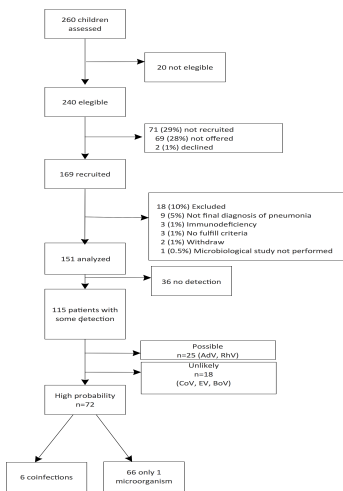 260 children
assessed
20 not elegible
240 elegible
71 (29%) not recruited
69 (28%) not offered
2 (1%) declined
169 recruited
18 (10%) Excluded
9 (5%) Not final diagnosis of pneumonia
3 (1%) Immunodeficiency
3 (1%) No fulfill criteria
2 (1%) Withdraw
1 (0.5%) Microbiological study not performed
151 analyzed
36 no detection
115 patients with
some detection
Possible
n=25 (AdV, RhV)
Unlikely
n=18
(CoV, EV, BoV)
High probability
n=72
6 coinfections
66 only 1
microorganism